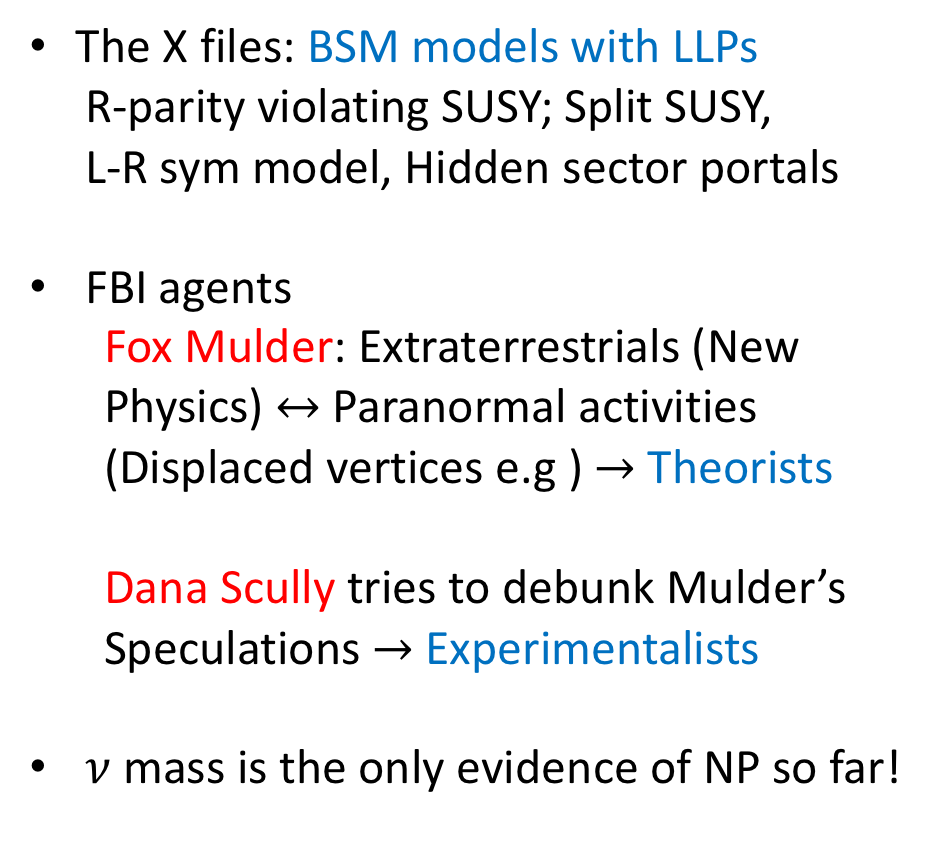 • The X files: BSM models with LLPs
R-parity violating SUSY; Split SUSY,
L-R sym model, Hidden sector portals
• FBI agents
Fox Mulder: Extraterrestrials (New
Physics) ↔ Paranormal activities
(Displaced vertices e.g ) → Theorists
Dana Scully tries to debunk Mulder’s
Speculations → Experimentalists
• 𝜈 mass is the only evidence of NP so far!